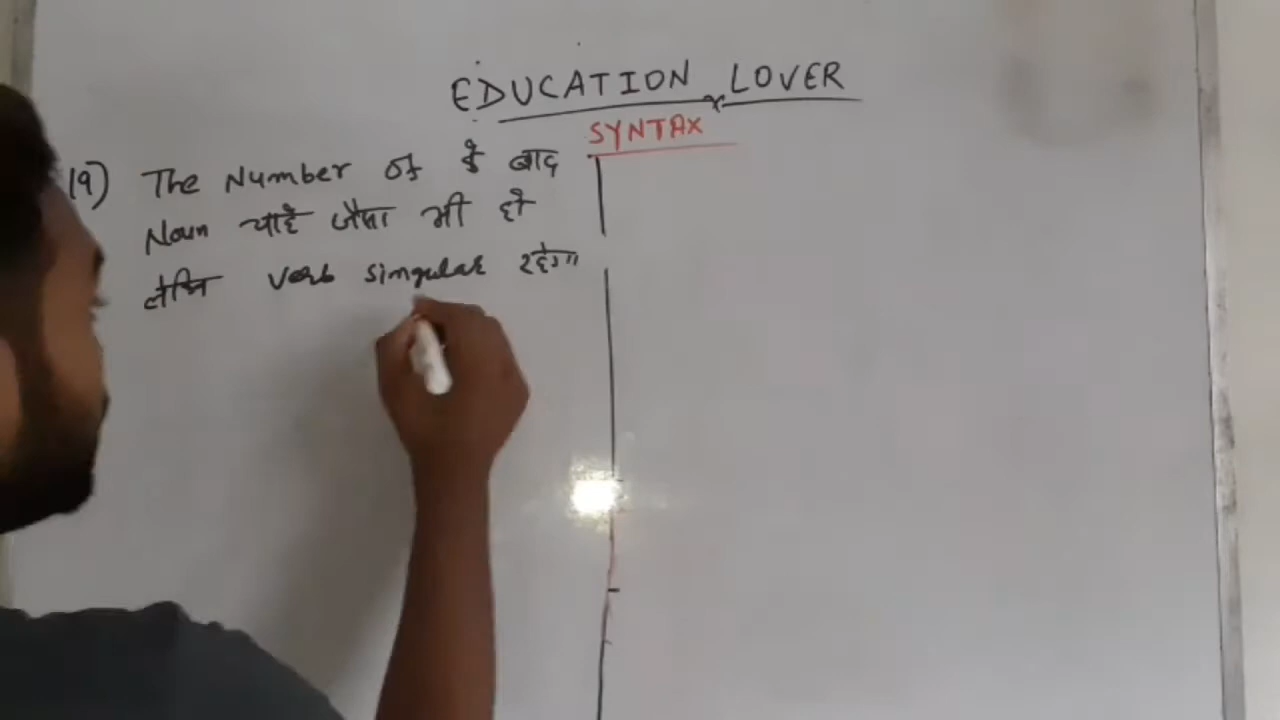 EDUCATION LOVER
SYNTAX
19) The Number of के बाद
Noun चाहे जैसा भी हो
लेकिन verb singular रहेगा